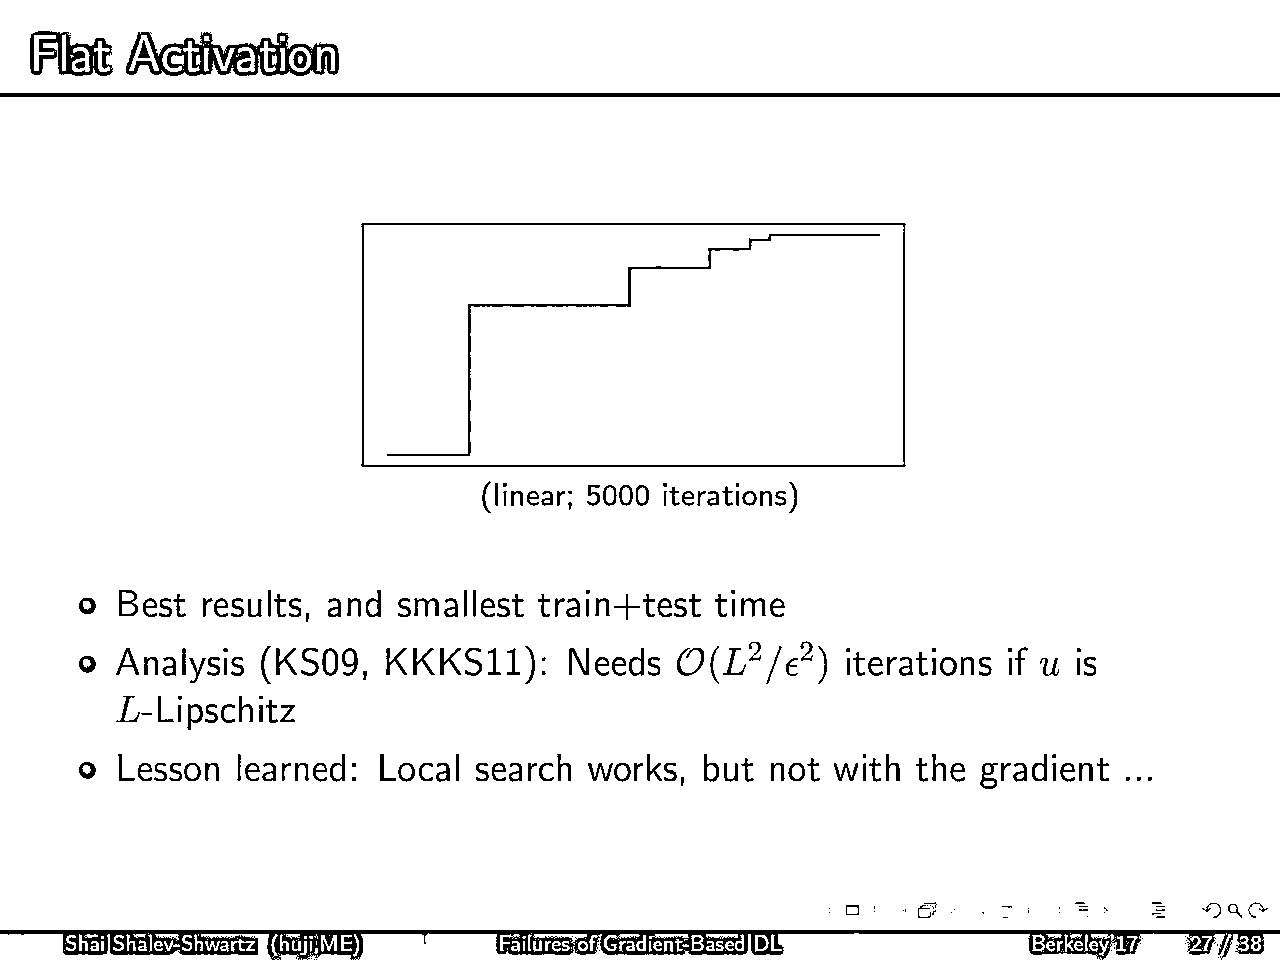 Flat Activation
(linear; 5000 iterations)
Best results, and smallest train+test time
Analysis (KS09, KKKS11): Needs $\mathcal{O}(L^2/\epsilon^2)$ iterations if $u$ is
$L$-Lipschitz
Lesson learned: Local search works, but not with the gradient ...
Shai Shalev-Shwartz (huji,ME) Failures of Gradient-Based DL Berkeley'17 27 / 38